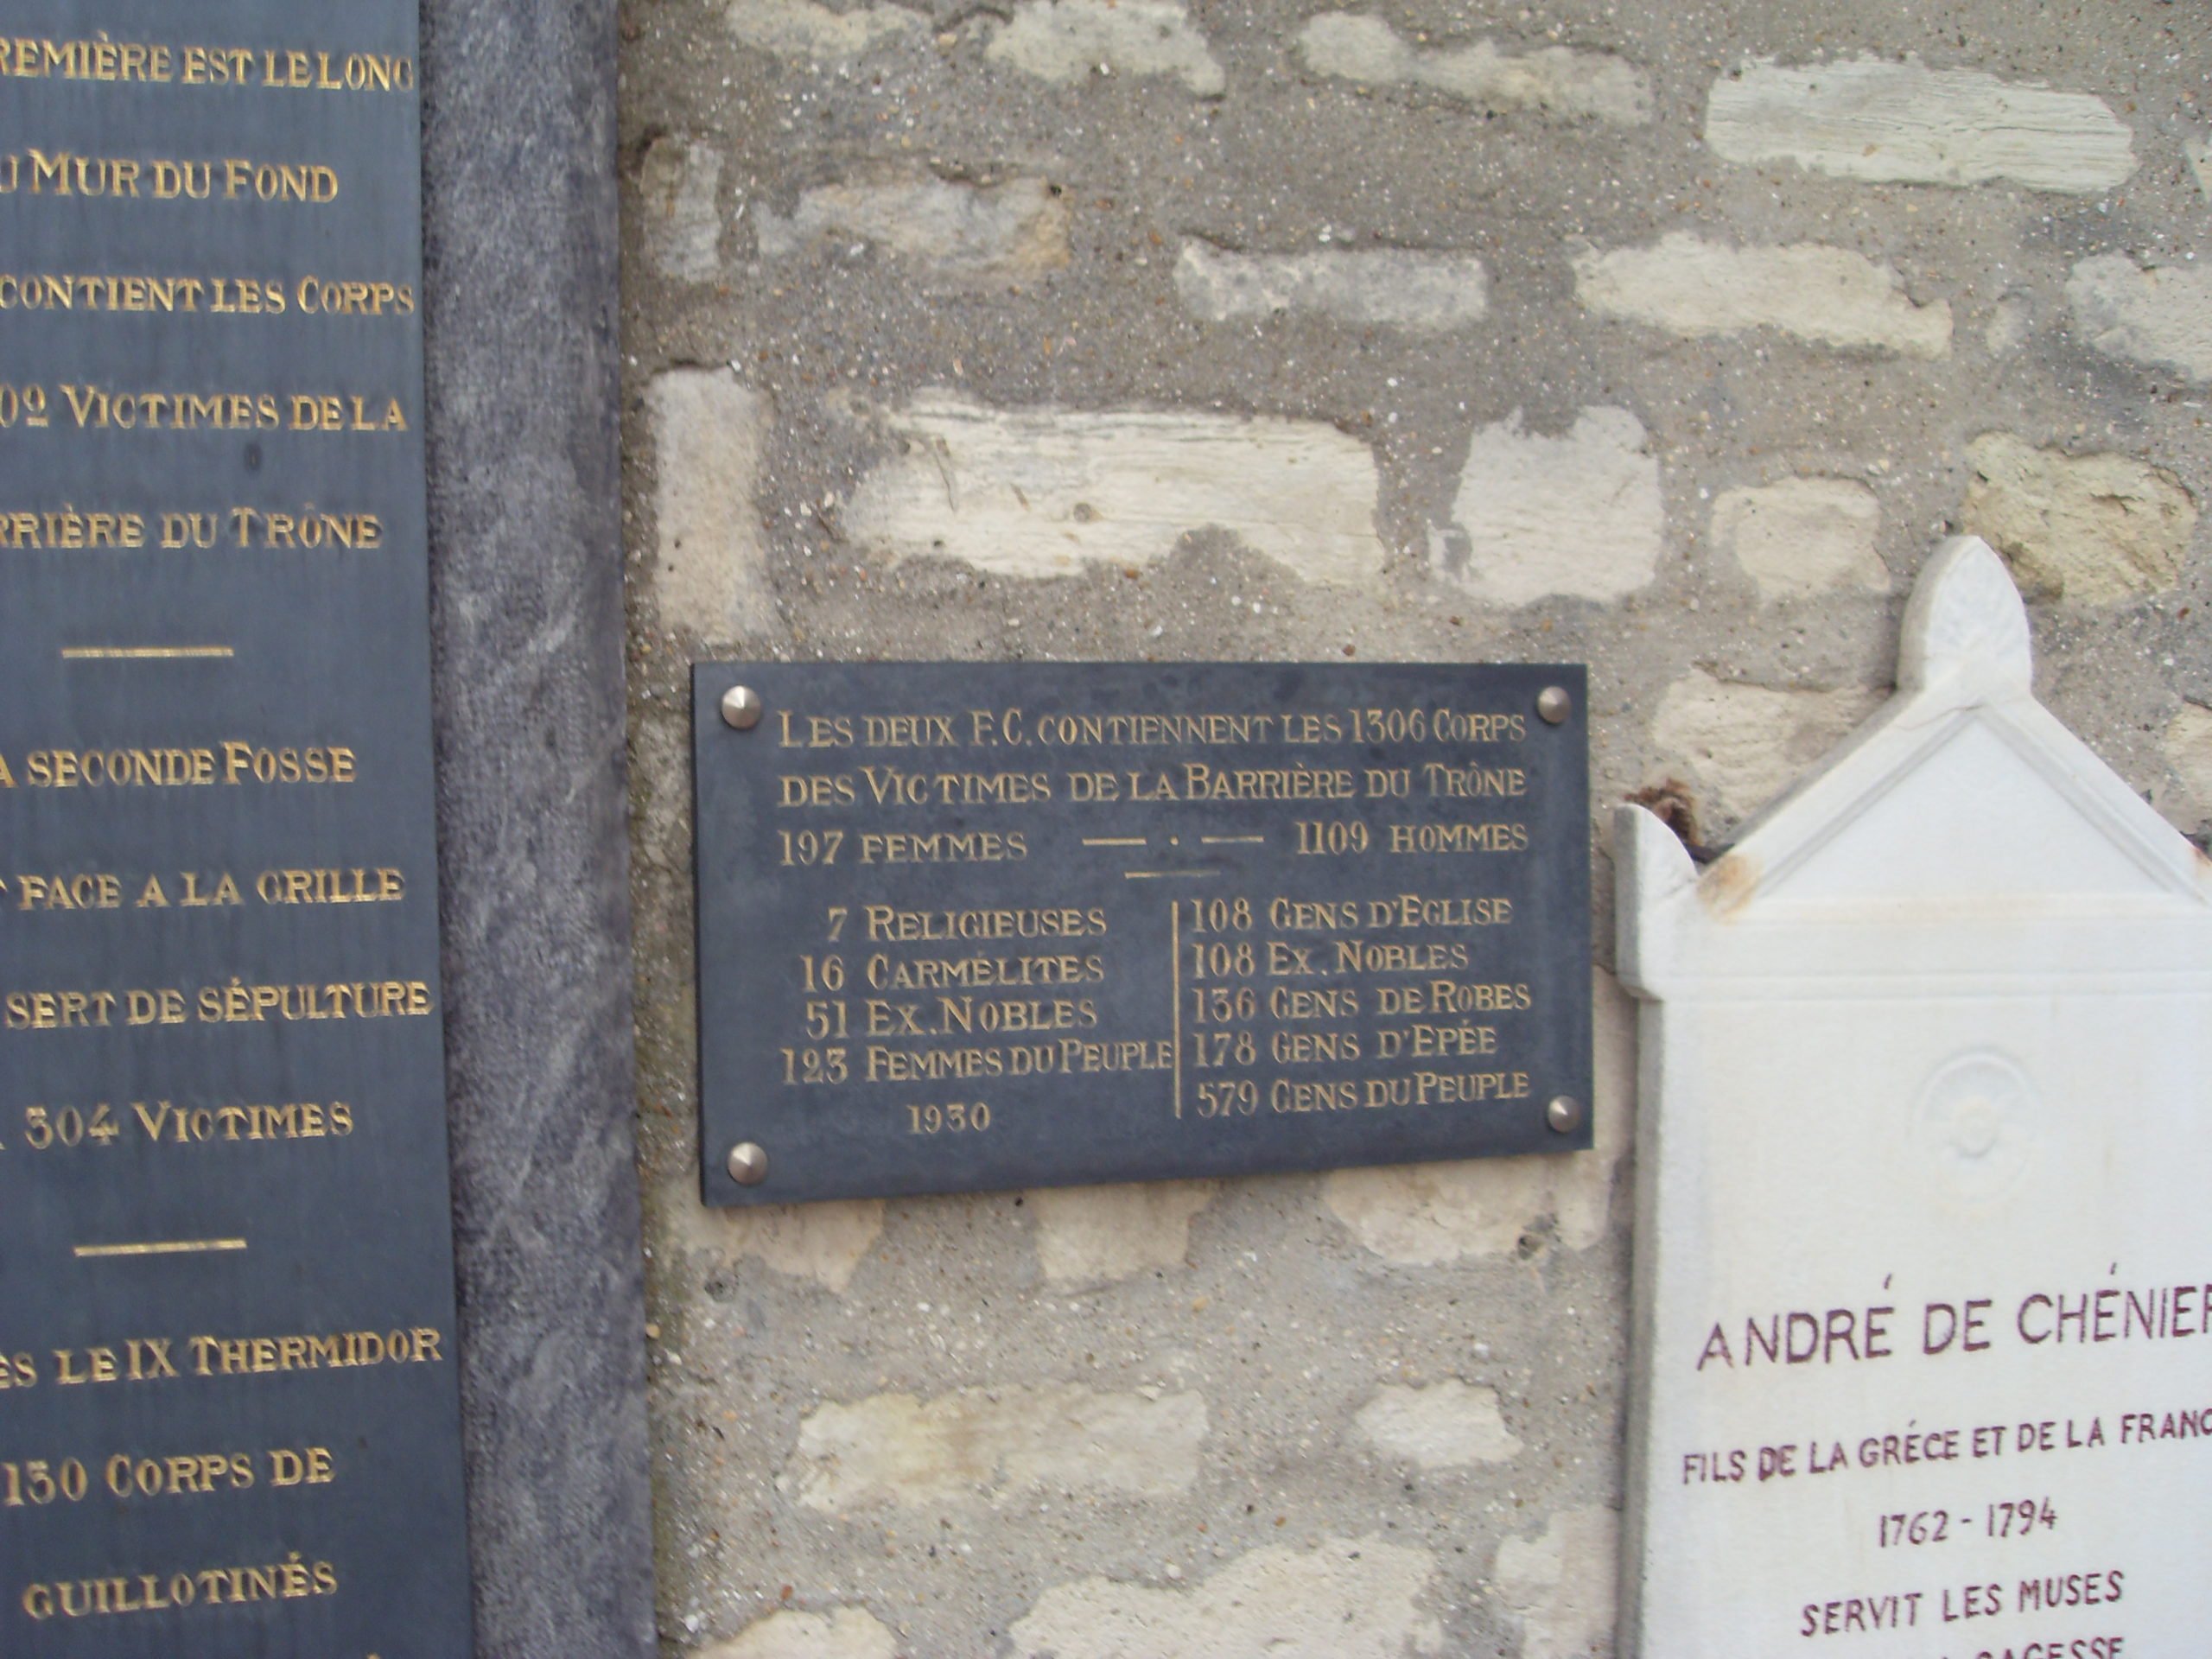 REMIÈRE EST LE LONG
U MUR DU FOND
CONTIENT LES CORPS
02 VICTIMES DE LA
RRIÈRE DU TRÔNE
A SECONDE FOSSE
FACE A LA GRILLE
SERT DE SÉPULTURE
304 VICTIMES
ES LE IX THERMIDOR
130 CORPS DE
GUILLOTINÉS
LES DEUX F.C. CONTIENNENT LES 1306 CORPS
DES VICTIMES DE LA BARRIÈRE DU TRÔNE
197 FEMMES — . — 1109 HOMMES
7 RELIGIEUSES
16 CARMÉLITES
51 EX. NOBLES
123 FEMMES DU PEUPLE
1930
108 GENS D'EGLISE
108 EX. NOBLES
136 GENS DE ROBES
178 GENS D'EPÉE
579 GENS DU PEUPLE
ANDRÉ DE CHÉNIER
FILS DE LA GRÉCE ET DE LA FRANC
1762 - 1794
SERVIT LES MUSES
SAGESSE